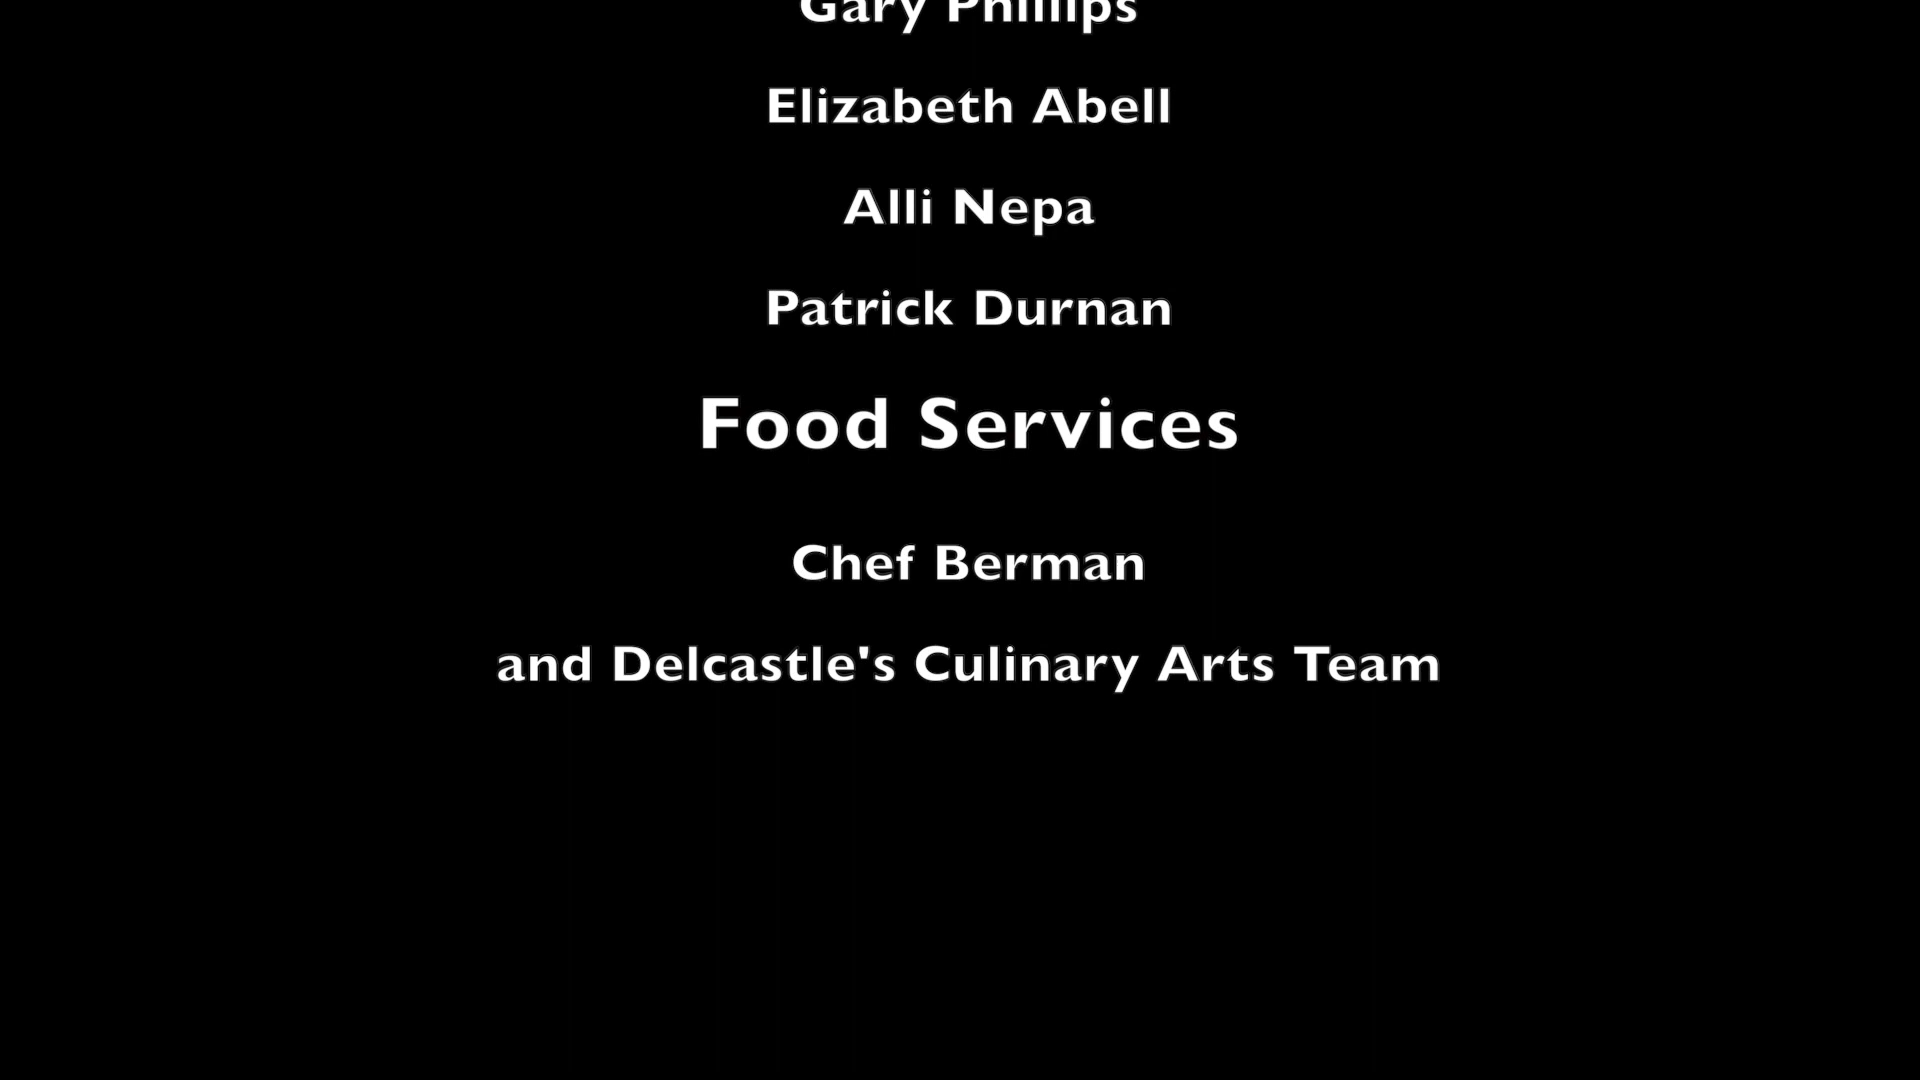 Gary Phillips
Elizabeth Abell
Alli Nepa
Patrick Durnan
Food Services
Chef Berman
and Delcastle's Culinary Arts Team